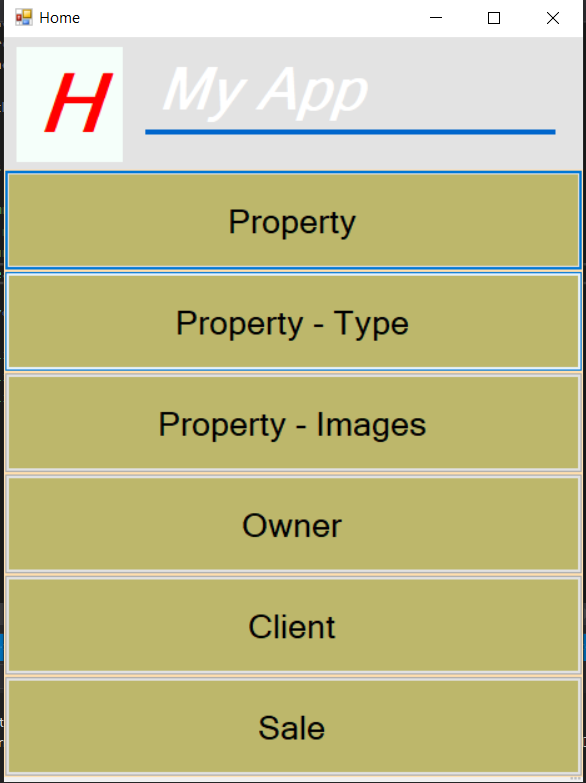 Home
H
My App
Property
Property - Type
Property - Images
Owner
Client
Sale